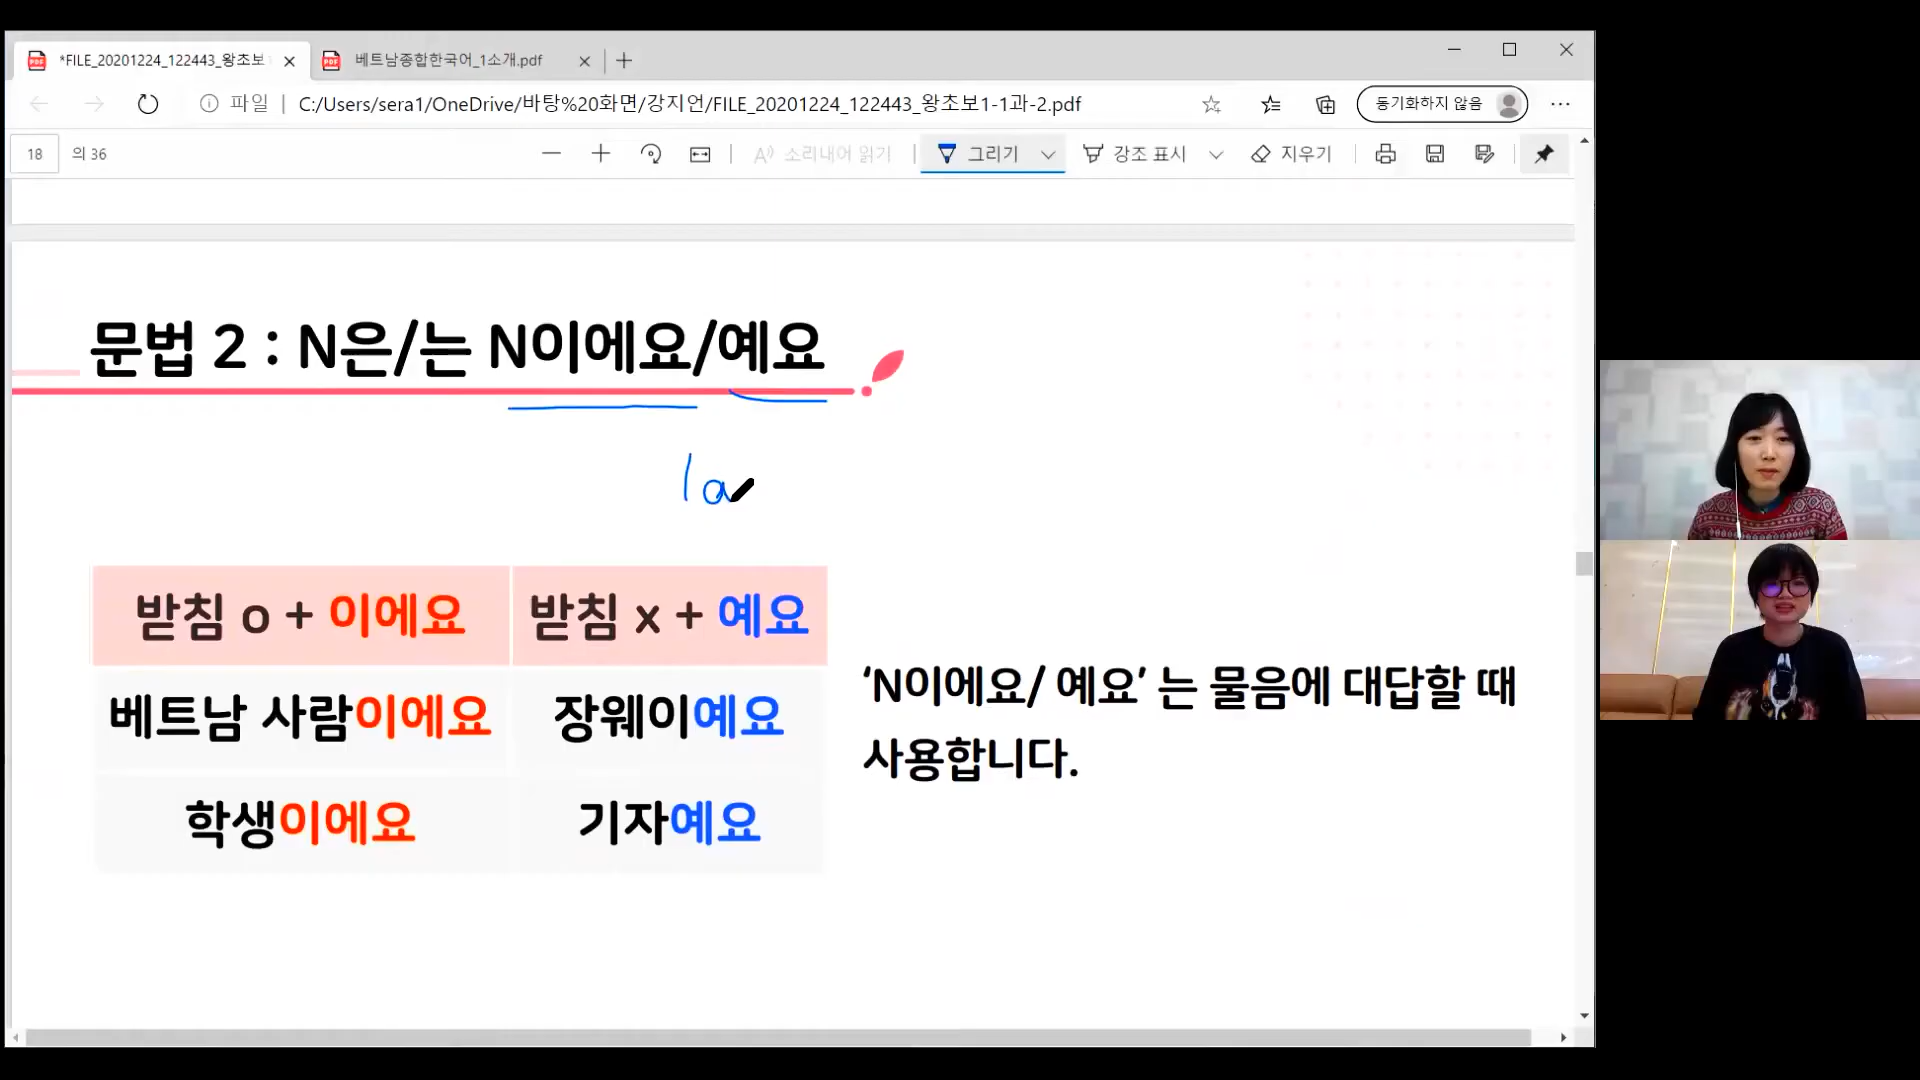 *FILE_20201224_122443_왕초보
베트남종합한국어_1소개.pdf
파일
C:/Users/sera1/OneDrive/바탕%20화면/강지언/FILE_20201224_122443_왕초보1-1과-2.pdf
동기화하지 않음
18 의 36
소리내어 읽기
그리기
강조 표시
지우기
문법 2 : N은/는 N이에요/예요
la
받침 o + 이에요 받침 x + 예요
베트남 사람이에요 장웨이예요
학생이에요 기자예요
‘N이에요/ 예요’ 는 물음에 대답할 때
사용합니다.